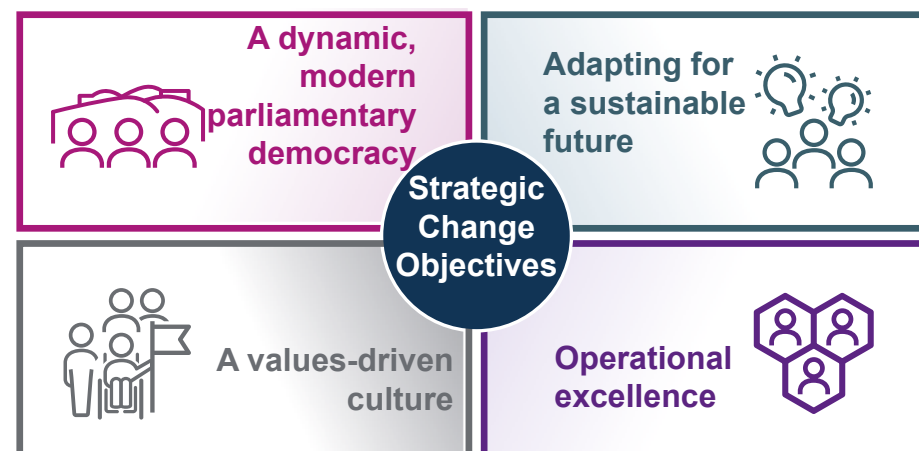 A dynamic,
modern
parliamentary
democracy
Adapting for
a sustainable
future
Strategic
Change
Objectives
A values-driven
culture
Operational
excellence